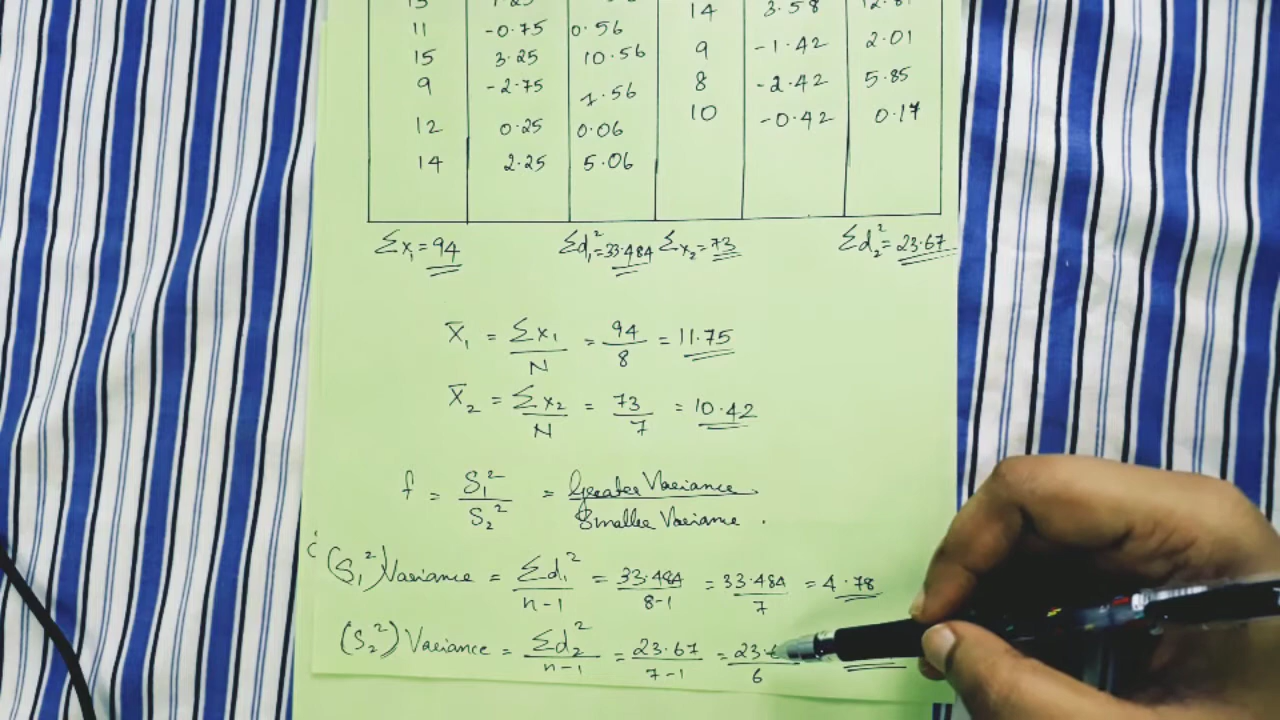 14 3.58
11 -0.75 0.56
15 3.25 10.56 9 -1.42 2.01
9 -2.75 7.56 8 -2.42 5.85
12 0.25 0.06 10 -0.42 0.17
14 2.25 5.06
Σx₁ = 94 Σd₁² = 33.484 Σx₂ = 73 Σd₂² = 23.67
X̄₁ = Σx₁/N = 94/8 = 11.75
X̄₂ = Σx₂/N = 73/7 = 10.42
f = S₁²/S₂² = Greater Variance/Smaller Variance.
(S₁²) Variance = Σd₁²/n-1 = 33.484/8-1 = 33.484/7 = 4.78
(S₂²) Variance = Σd₂²/n-1 = 23.67/7-1 = 23.
6